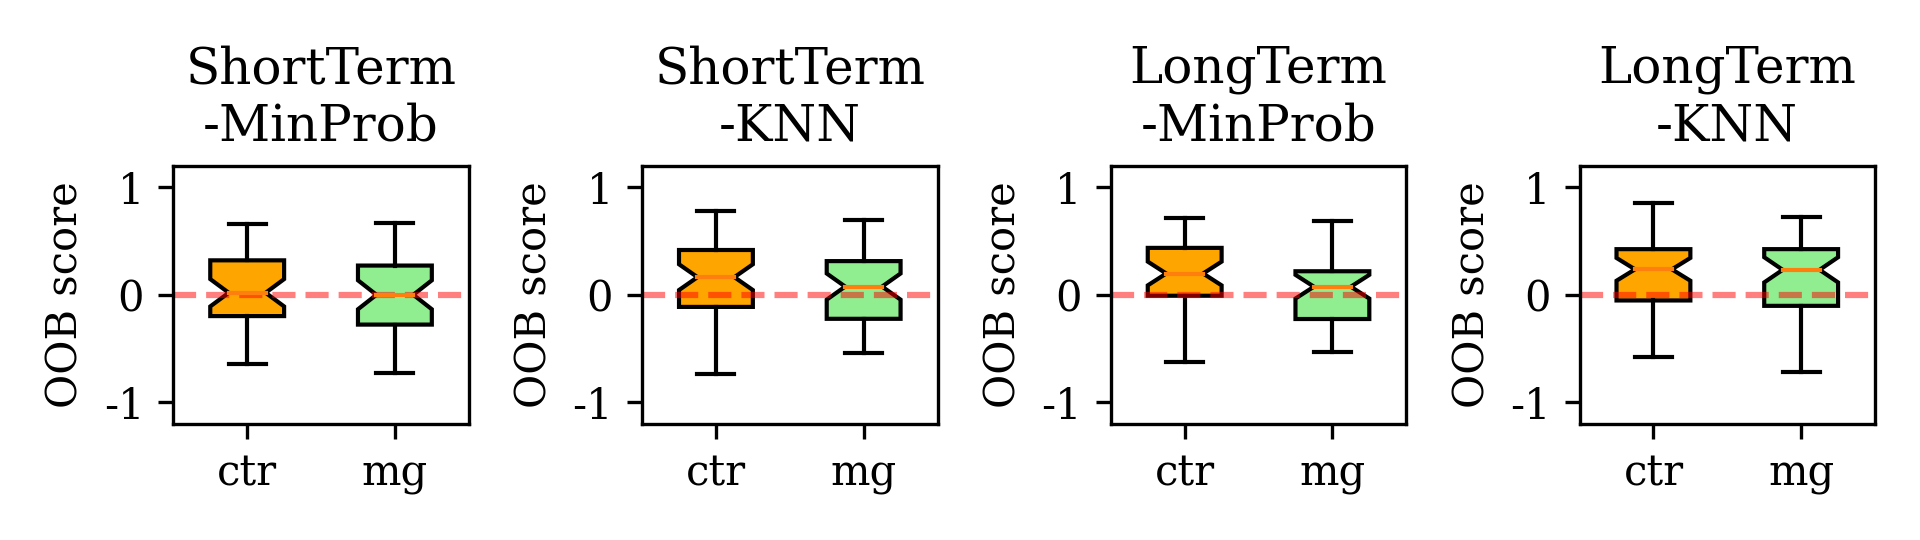 ShortTerm
-MinProb
OOB score
1
0
-1
ctr mg
ShortTerm
-KNN
OOB score
1
0
-1
ctr mg
LongTerm
-MinProb
OOB score
1
0
-1
ctr mg
LongTerm
-KNN
OOB score
1
0
-1
ctr mg